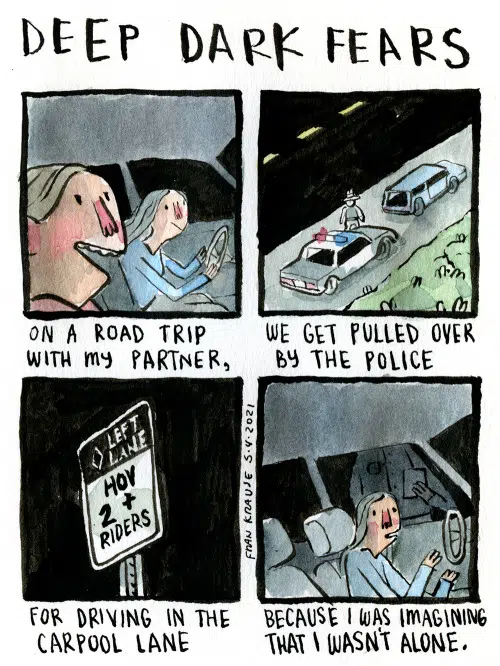 DEEP DARK FEARS
ON A ROAD TRIP
WITH MY PARTNER,
WE GET PULLED OVER
BY THE POLICE
LEFT
LANE
HOV
2+
RIDERS
FRAN KRAUSE 5·4·2021
FOR DRIVING IN THE
CARPOOL LANE
BECAUSE I WAS IMAGINING
THAT I WASN'T ALONE.